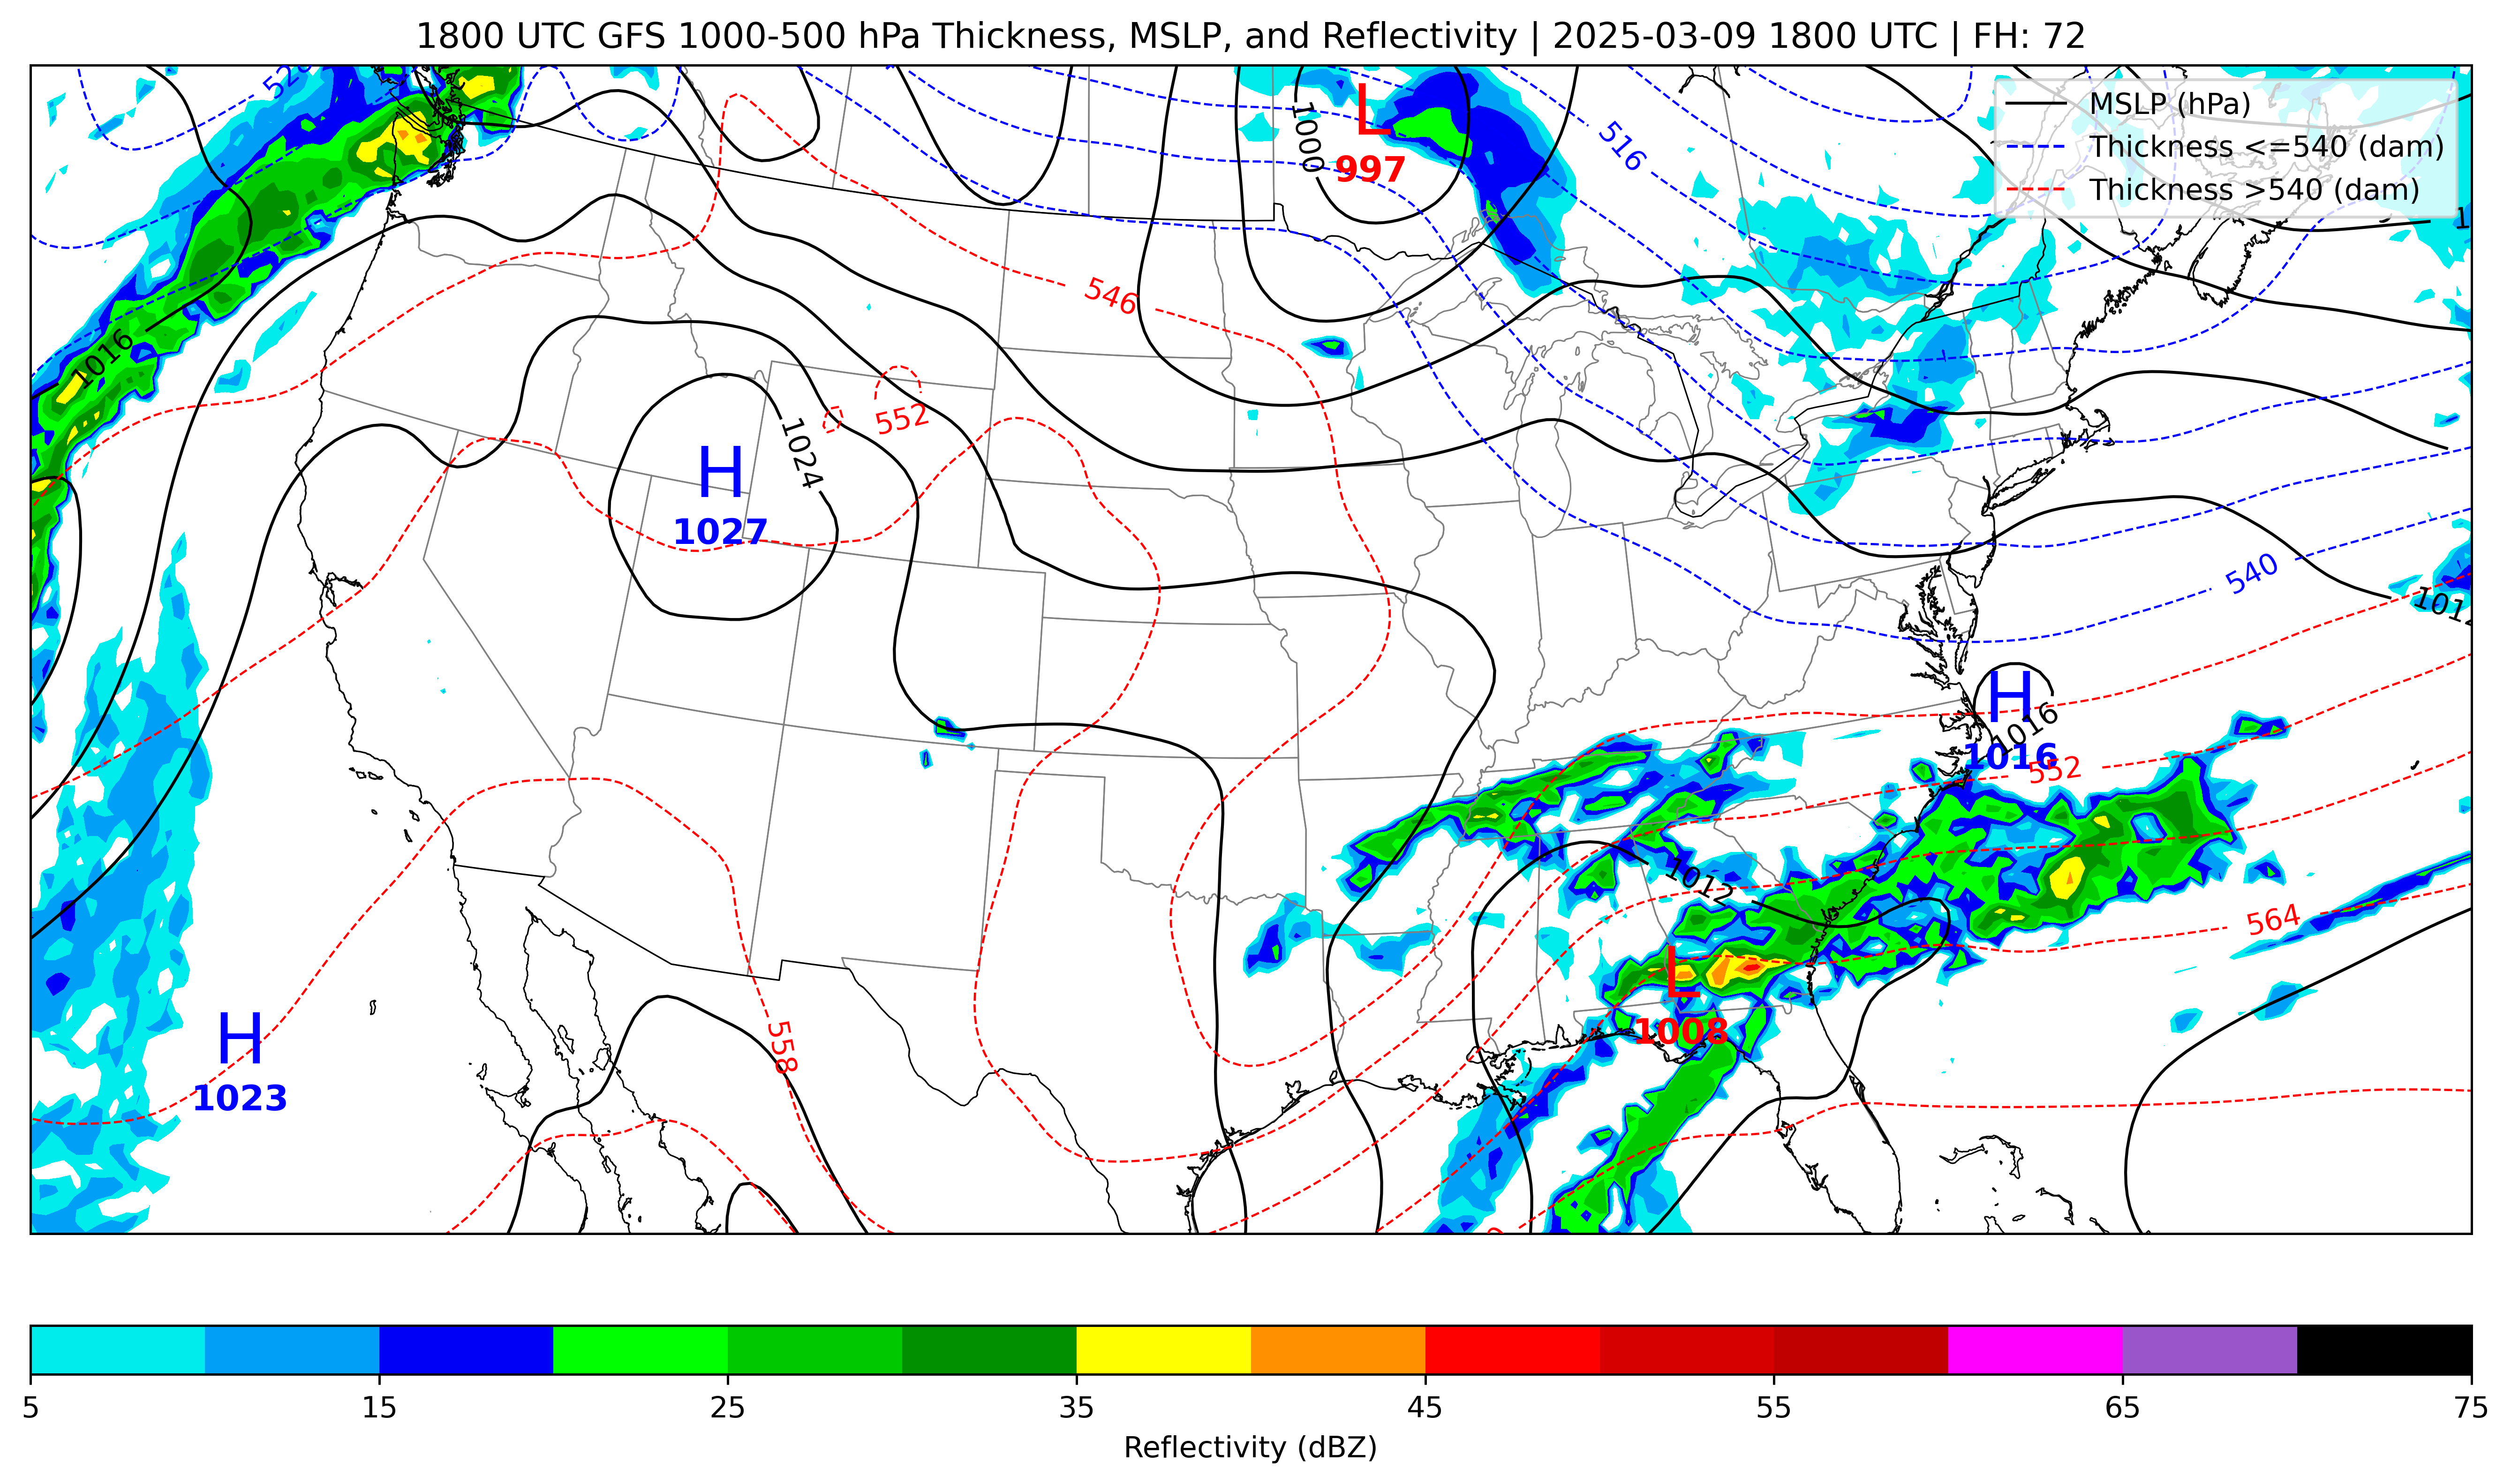 1800 UTC GFS 1000-500 hPa Thickness, MSLP, and Reflectivity | 2025-03-09 1800 UTC | FH: 72
MSLP (hPa)
Thickness <=540 (dam)
Thickness >540 (dam)
L
997
1000
516
546
1016
552
1024
H
1027
540
H
1016
1016
552
1012
564
L
1008
558
H
1023
5 15 25 35 45 55 65 75
Reflectivity (dBZ)